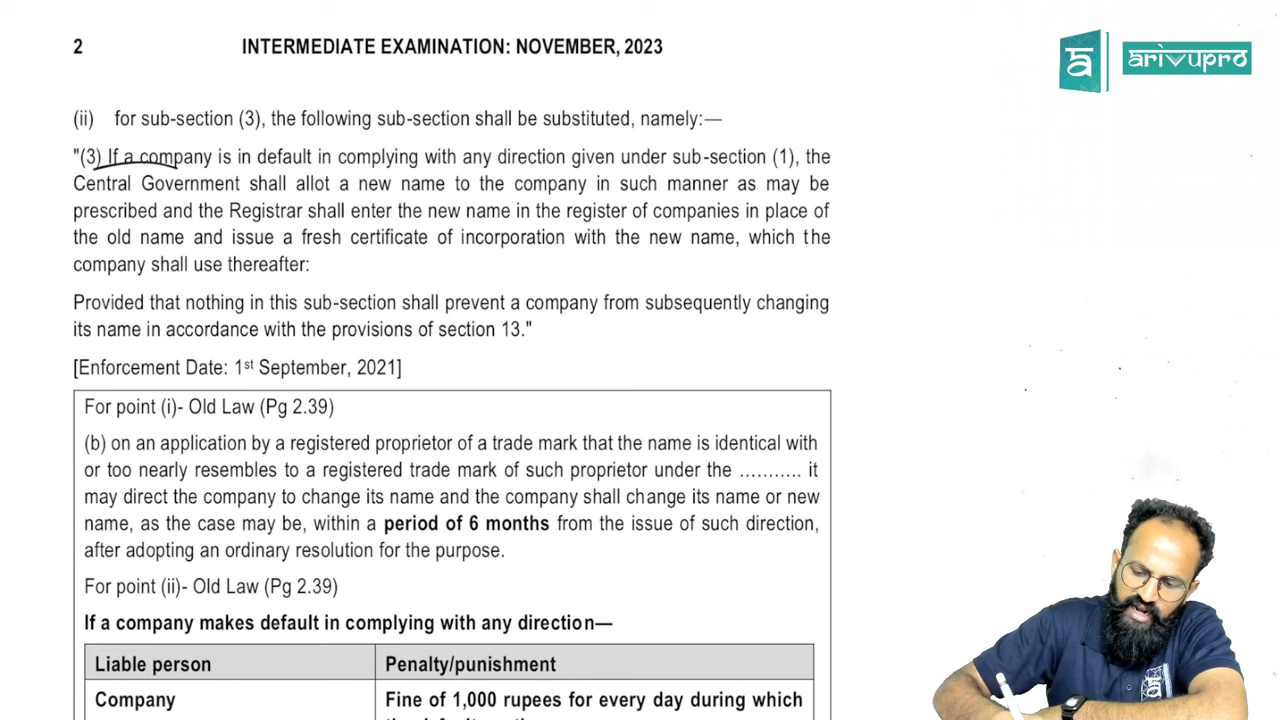 2 INTERMEDIATE EXAMINATION: NOVEMBER, 2023
arivupro
(ii) for sub-section (3), the following sub-section shall be substituted, namely:—
"(3) If a company is in default in complying with any direction given under sub-section (1), the
Central Government shall allot a new name to the company in such manner as may be
prescribed and the Registrar shall enter the new name in the register of companies in place of
the old name and issue a fresh certificate of incorporation with the new name, which the
company shall use thereafter:
Provided that nothing in this sub-section shall prevent a company from subsequently changing
its name in accordance with the provisions of section 13."
[Enforcement Date: 1st September, 2021]
For point (i)- Old Law (Pg 2.39)
(b) on an application by a registered proprietor of a trade mark that the name is identical with
or too nearly resembles to a registered trade mark of such proprietor under the ……….. it
may direct the company to change its name and the company shall change its name or new
name, as the case may be, within a period of 6 months from the issue of such direction,
after adopting an ordinary resolution for the purpose.
For point (ii)- Old Law (Pg 2.39)
If a company makes default in complying with any direction—
Liable person Penalty/punishment
Company Fine of 1,000 rupees for every day during which